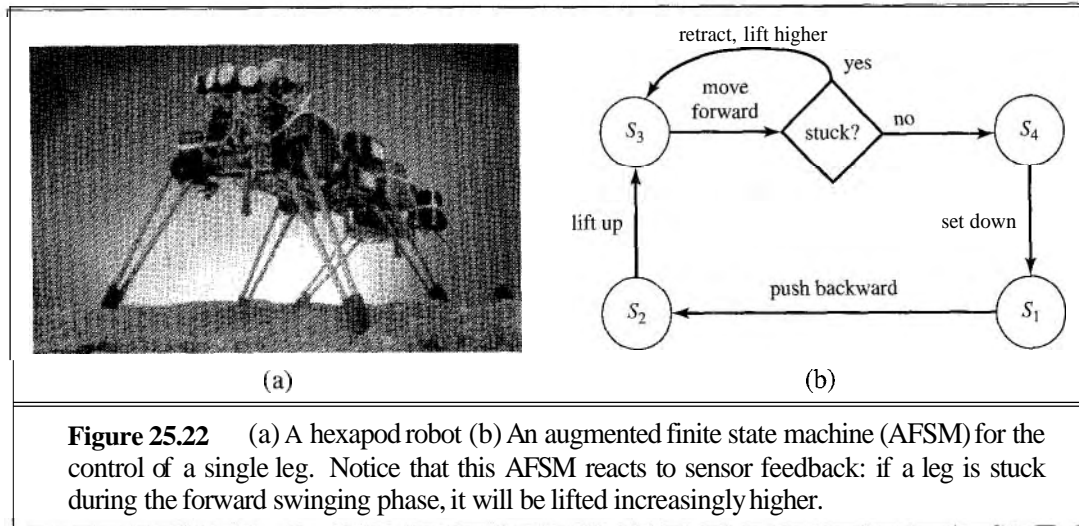 retract, lift higher
yes
move
forward
S3
stuck?
no
S4
lift up
set down
push backward
S2
S1
(a)
(b)
Figure 25.22 (a) A hexapod robot (b) An augmented finite state machine (AFSM) for the
control of a single leg. Notice that this AFSM reacts to sensor feedback: if a leg is stuck
during the forward swinging phase, it will be lifted increasingly higher.